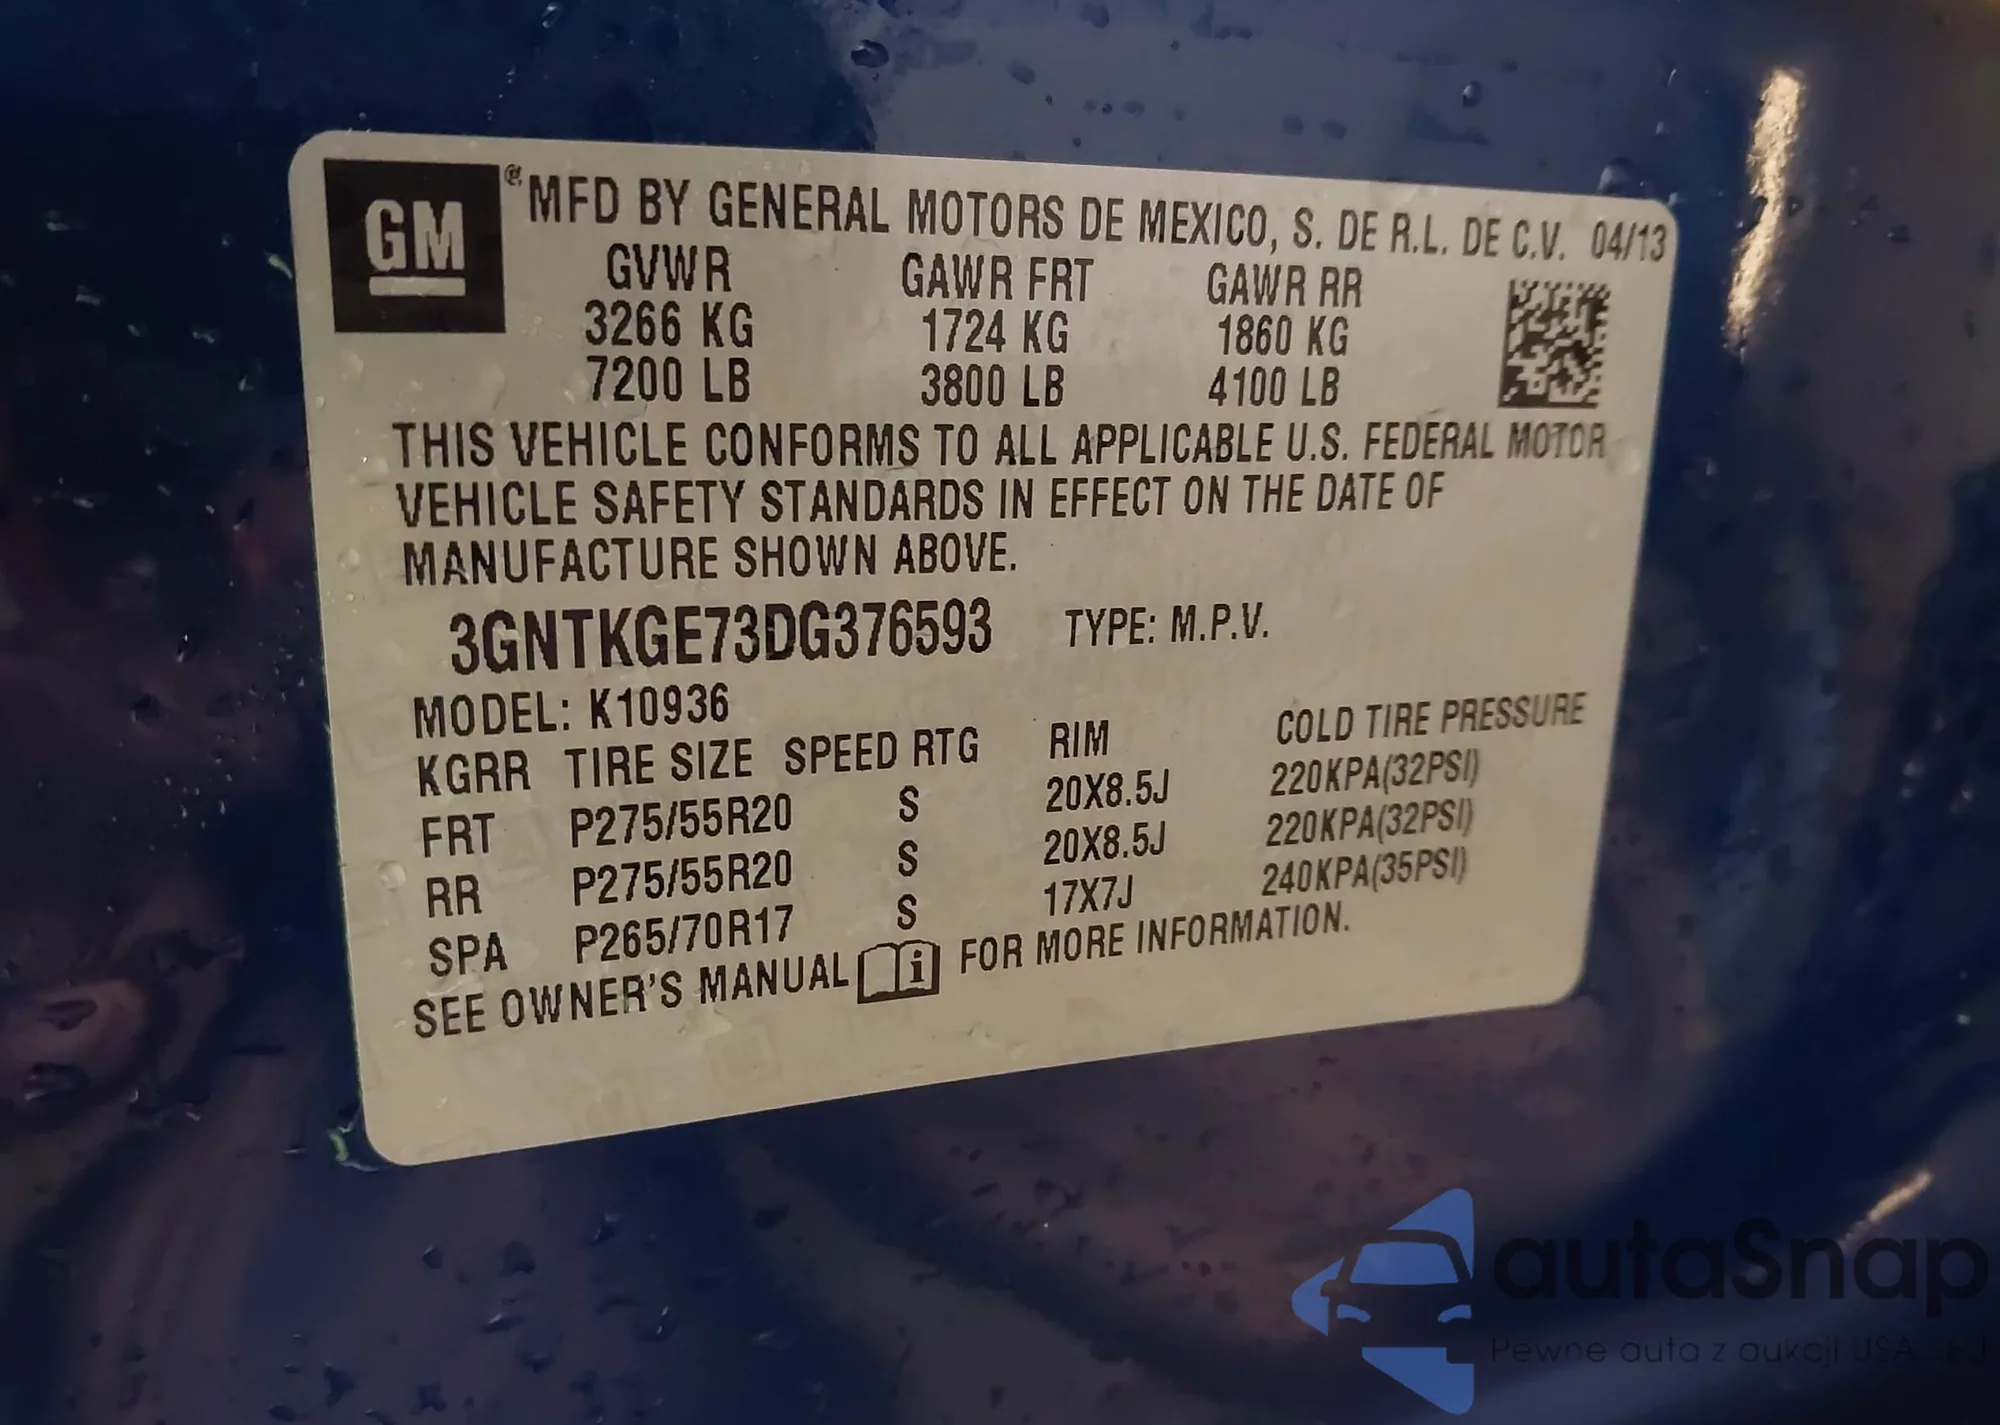 GM ® MFD BY GENERAL MOTORS DE MEXICO, S. DE R.L. DE C.V. 04/13
GVWR GAWR FRT GAWR RR
3266 KG 1724 KG 1860 KG
7200 LB 3800 LB 4100 LB
THIS VEHICLE CONFORMS TO ALL APPLICABLE U.S. FEDERAL MOTOR
VEHICLE SAFETY STANDARDS IN EFFECT ON THE DATE OF
MANUFACTURE SHOWN ABOVE.
3GNTKGE73DG376593 TYPE: M.P.V.
MODEL: K10936
KGRR TIRE SIZE SPEED RTG RIM COLD TIRE PRESSURE
FRT P275/55R20 S 20X8.5J 220KPA(32PSI)
RR P275/55R20 S 20X8.5J 220KPA(32PSI)
SPA P265/70R17 S 17X7J 240KPA(35PSI)
SEE OWNER'S MANUAL i FOR MORE INFORMATION.
autaSnap
Pewne auta z aukcji USA